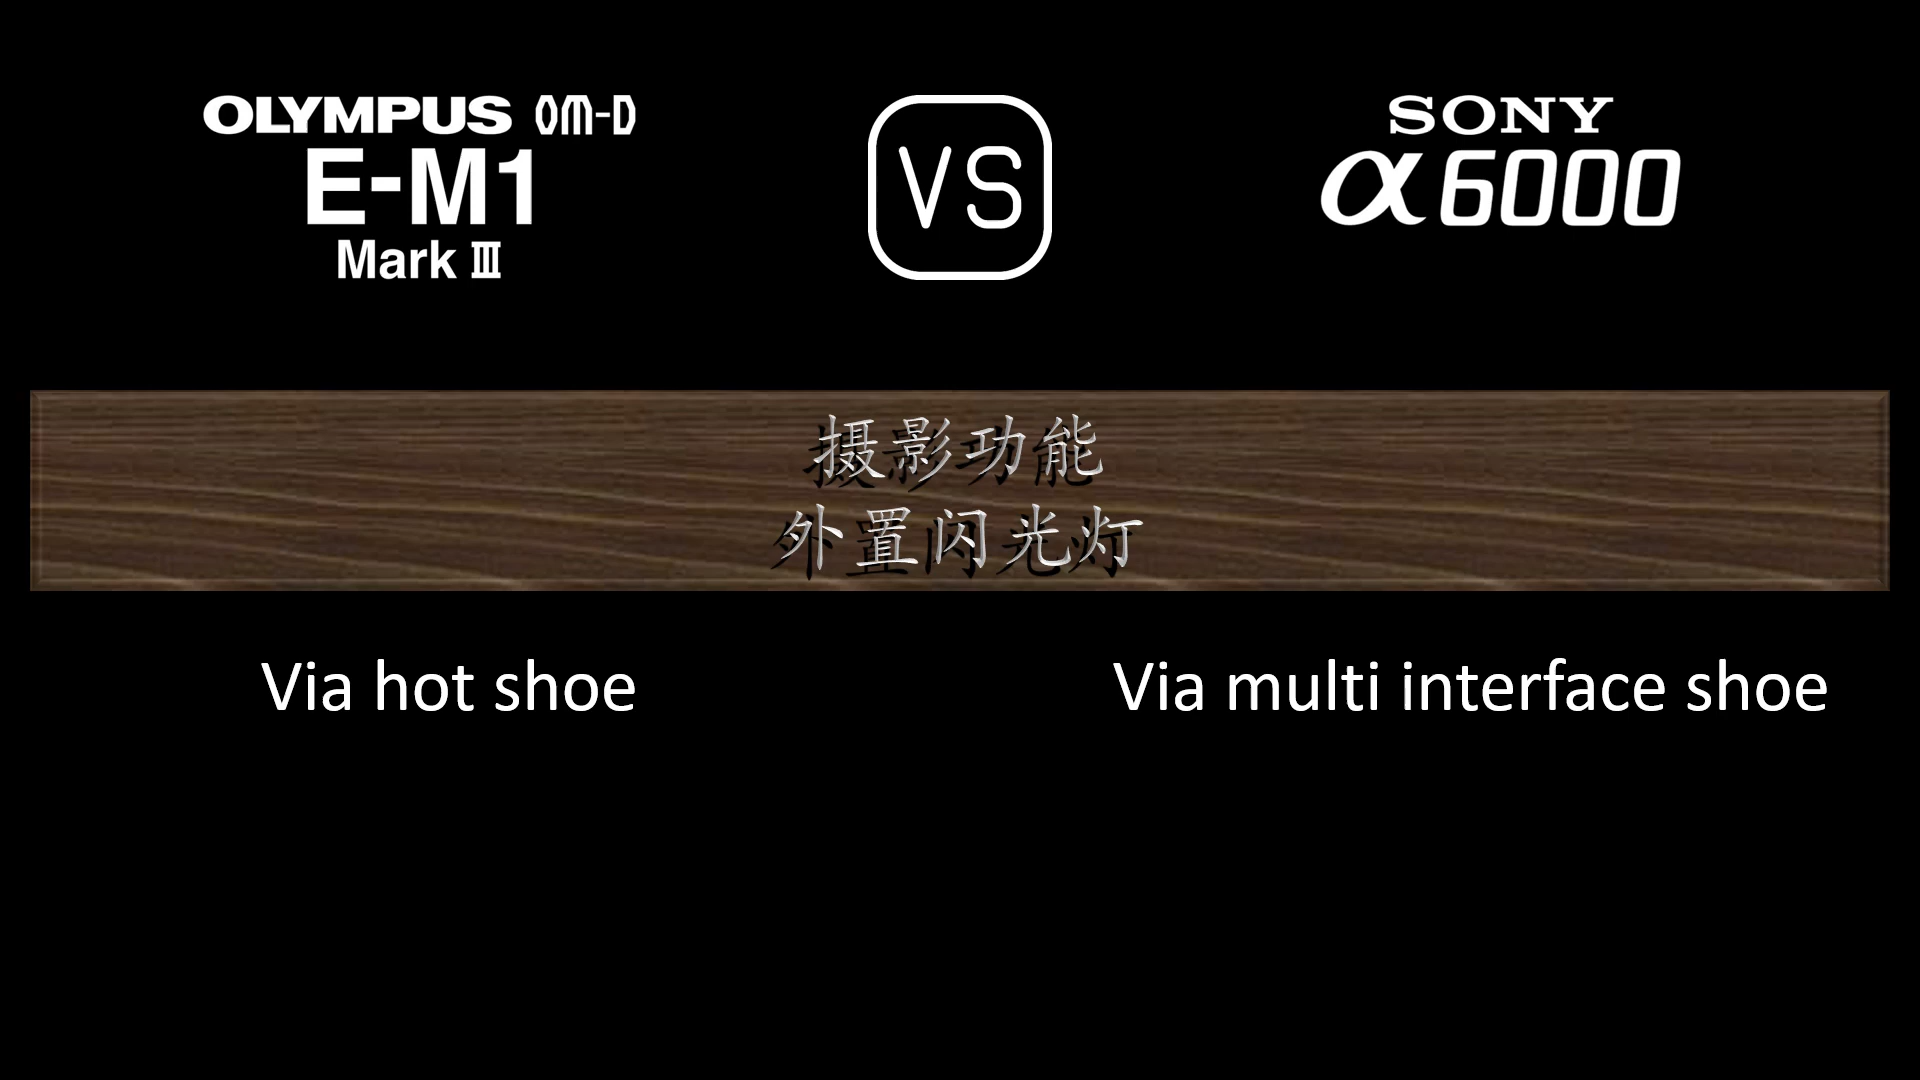 OLYMPUS OM-D
E-M1
Mark III
VS
SONY
α6000
摄影功能
外置闪光灯
Via hot shoe
Via multi interface shoe